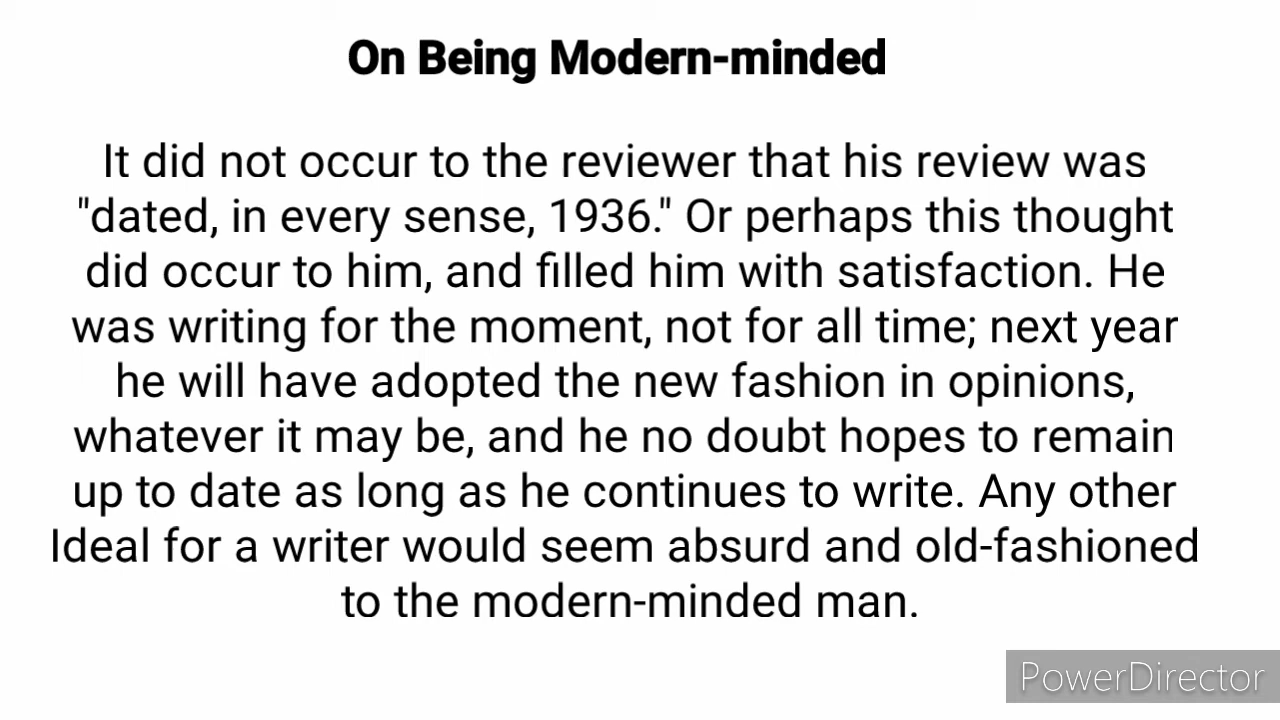 On Being Modern-minded
It did not occur to the reviewer that his review was
"dated, in every sense, 1936." Or perhaps this thought
did occur to him, and filled him with satisfaction. He
was writing for the moment, not for all time; next year
he will have adopted the new fashion in opinions,
whatever it may be, and he no doubt hopes to remain
up to date as long as he continues to write. Any other
Ideal for a writer would seem absurd and old-fashioned
to the modern-minded man.
PowerDirector